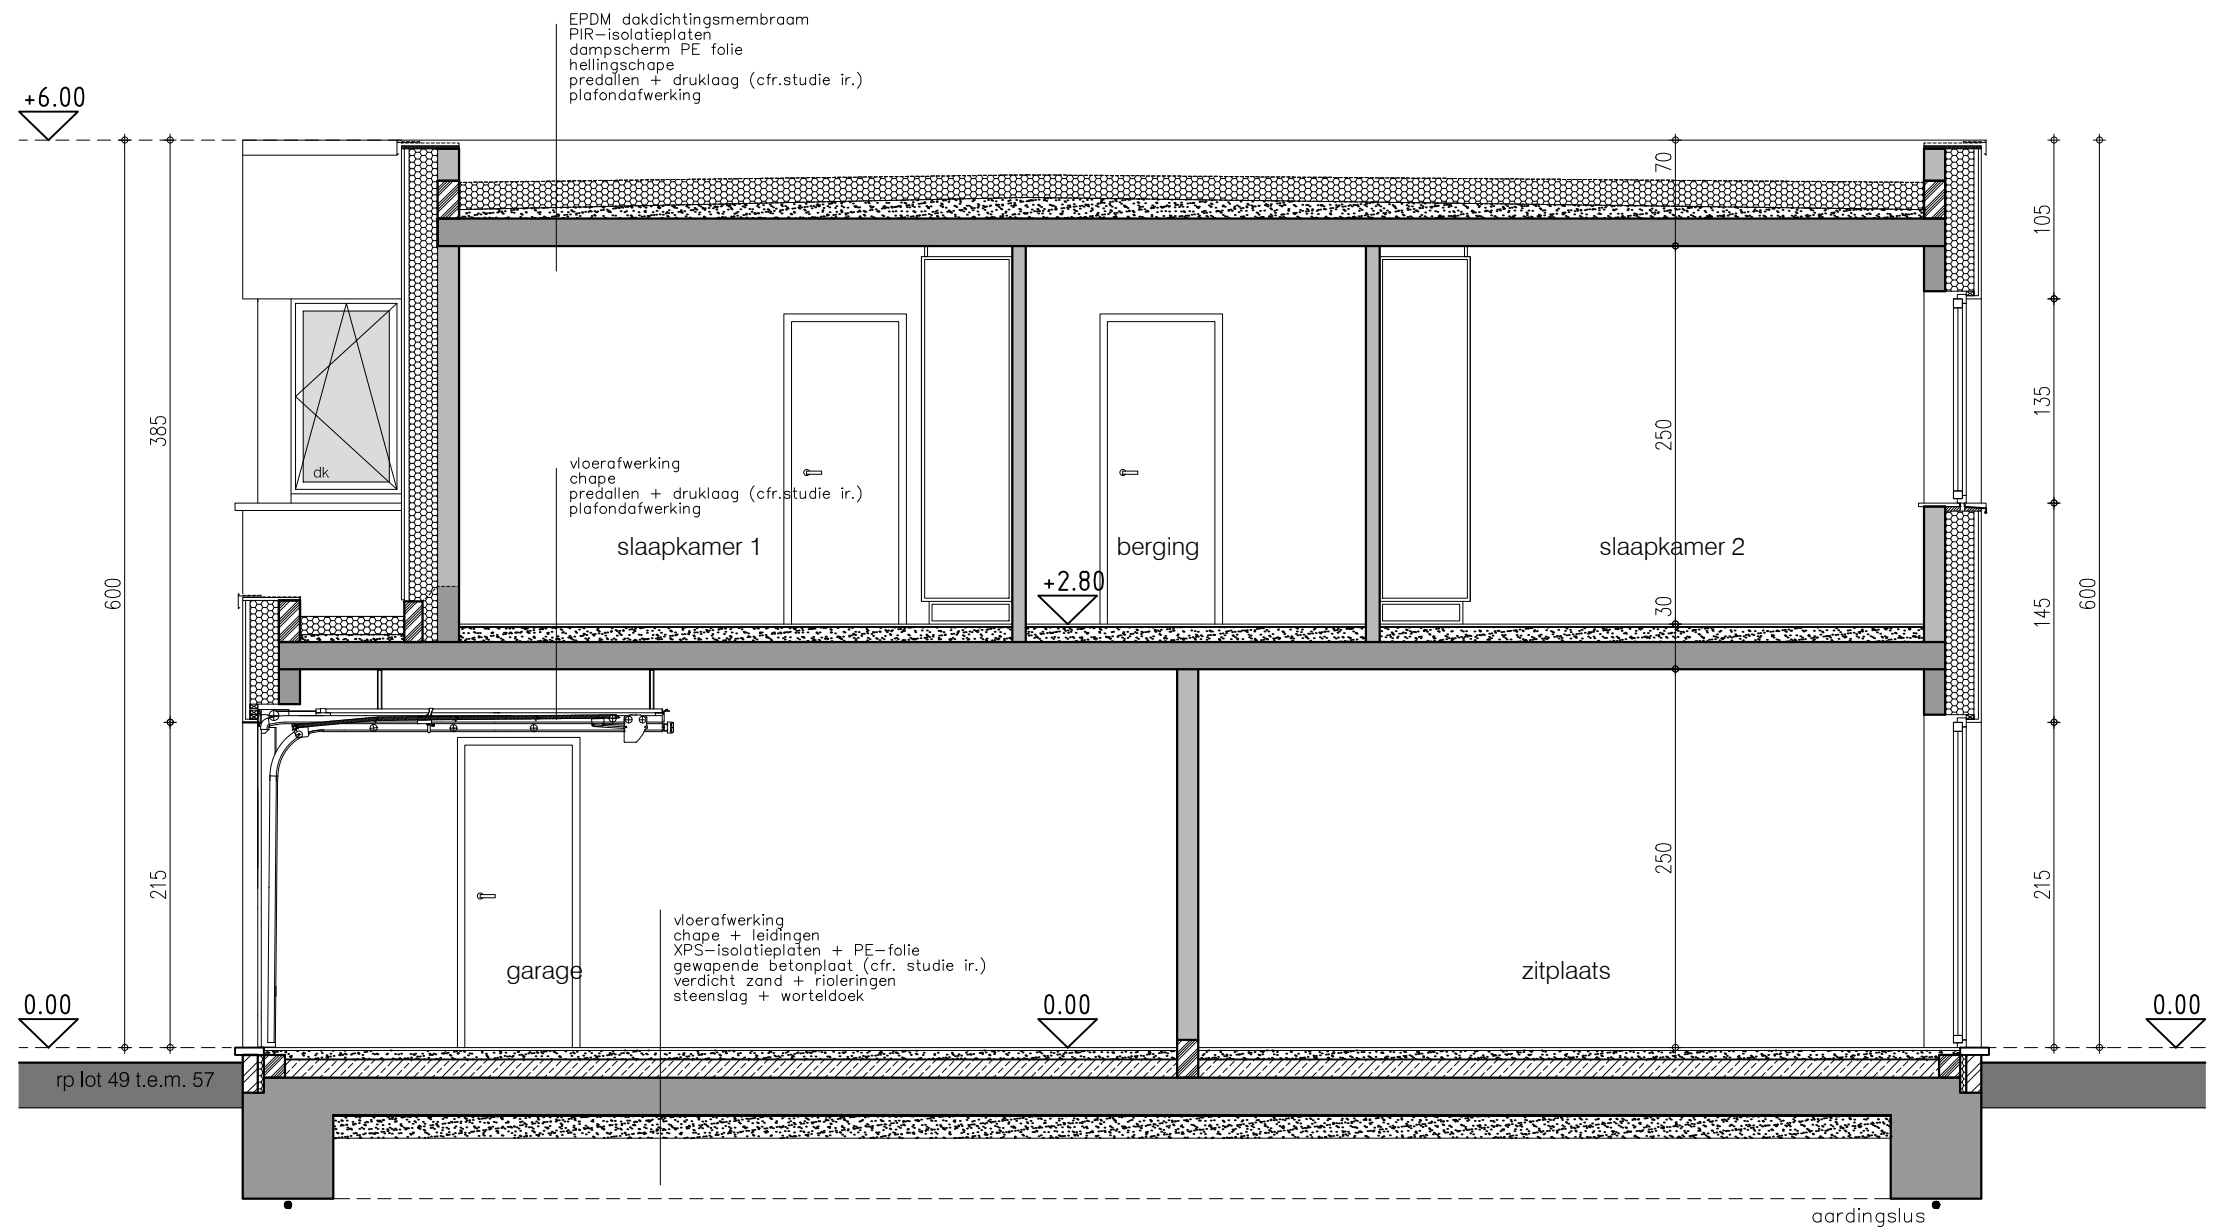 EPDM dakdichtingsmembraam
PIR-isolatieplaten
dampscherm PE folie
hellingschape
predallen + druklaag (cfr.studie ir.)
plafondafwerking
+6.00
70
105
385
dk
250
135
vloerafwerking
chape
predallen + druklaag (cfr.studie ir.)
plafondafwerking
slaapkamer 1
berging
slaapkamer 2
+2.80
600
30
145
600
215
250
215
vloerafwerking
chape + leidingen
XPS-isolatieplaten + PE-folie
gewapende betonplaat (cfr. studie ir.)
verdicht zand + rioleringen
steenslag + worteldoek
garage
zitplaats
0.00
0.00
0.00
rp lot 49 t.e.m. 57
aardingslus